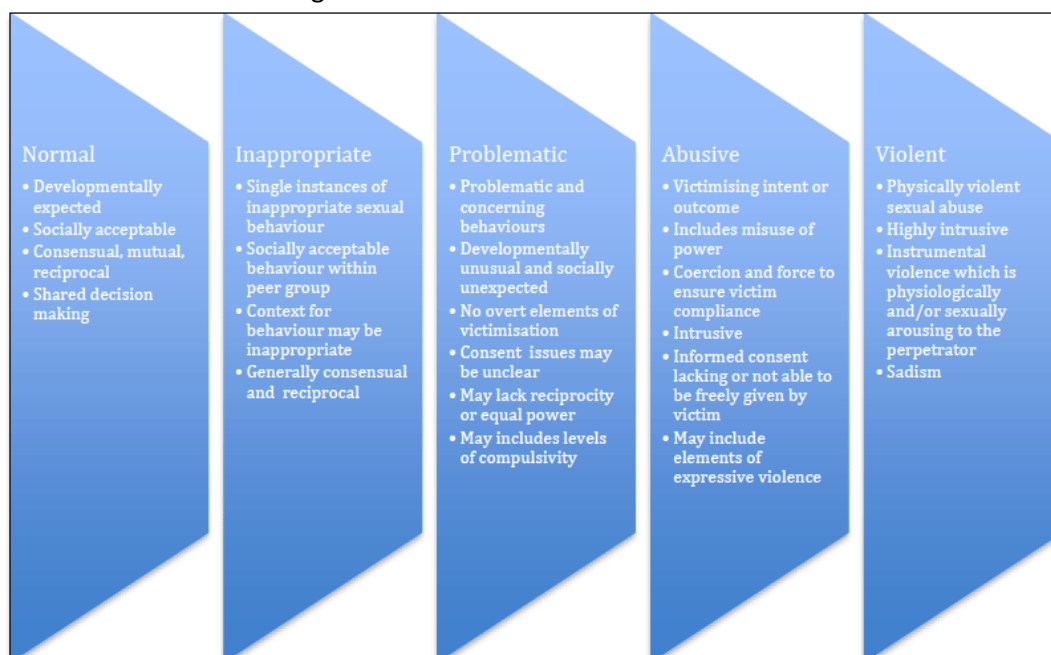 Normal
• Developmentally
expected
• Socially acceptable
• Consensual, mutual,
reciprocal
• Shared decision
making
Inappropriate
• Single instances of
inappropriate sexual
behaviour
• Socially acceptable
behaviour within
peer group
• Context for
behaviour may be
inappropriate
• Generally consensual
and reciprocal
Problematic
• Problematic and
concerning
behaviours
• Developmentally
unusual and socially
unexpected
• No overt elements of
victimisation
• Consent issues may
be unclear
• May lack reciprocity
or equal power
• May includes levels
of compulsivity
Abusive
• Victimising intent or
outcome
• Includes misuse of
power
• Coercion and force to
ensure victim
compliance
• Intrusive
• Informed consent
lacking or not able to
be freely given by
victim
• May include
elements of
expressive violence
Violent
• Physically violent
sexual abuse
• Highly intrusive
• Instrumental
violence which is
physiologically
and/or sexually
arousing to the
perpetrator
• Sadism